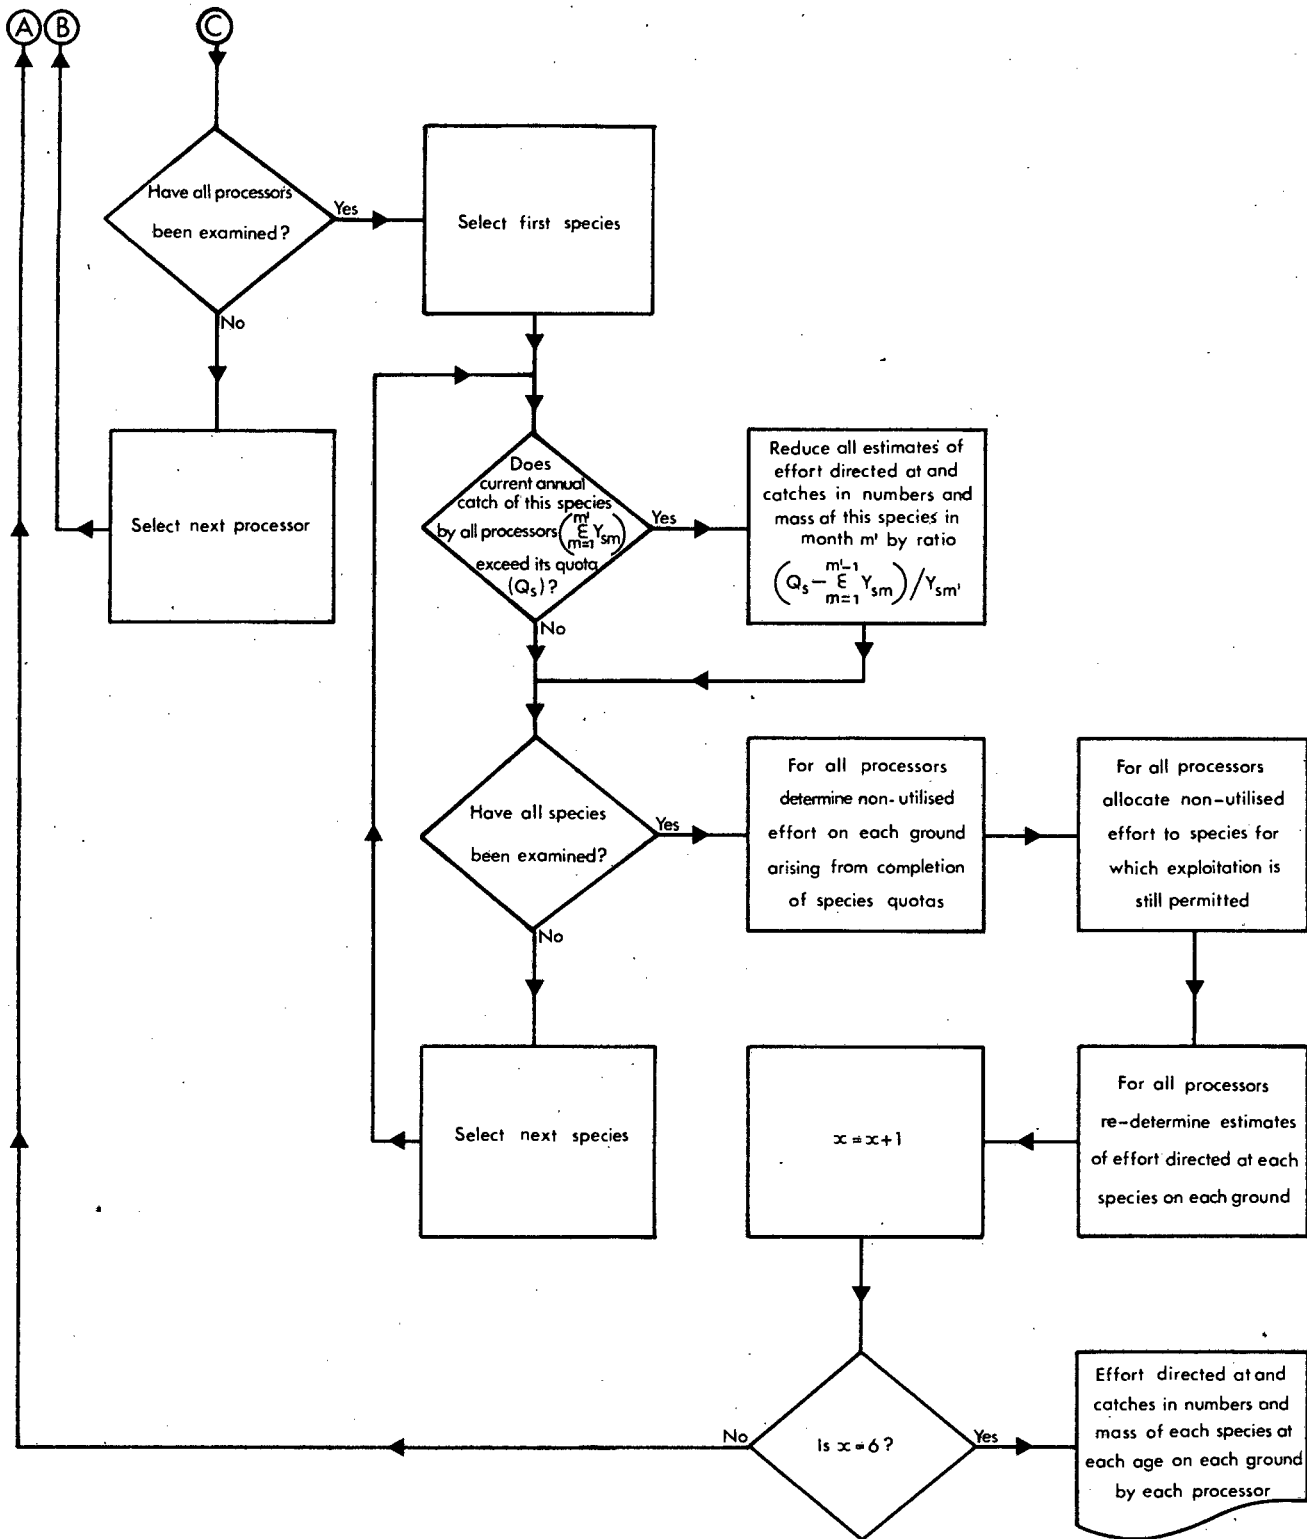 A B C
Have all processors
been examined?
Yes
No
Select first species
Select next processor
Does
current annual
catch of this species
by all processors (m'ΣYsm m=1)
exceed its quota
(Qs)?
Yes
No
Reduce all estimates of
effort directed at and
catches in numbers and
mass of this species in
month m' by ratio
(Qs − m'-1 Σ Ysm m=1)/Ysm'
Have all species
been examined?
Yes
No
For all processors
determine non-utilised
effort on each ground
arising from completion
of species quotas
For all processors
allocate non-utilised
effort to species for
which exploitation is
still permitted
Select next species
x = x+1
For all processors
re-determine estimates
of effort directed at each
species on each ground
Is x = 6?
No
Yes
Effort directed at and
catches in numbers and
mass of each species at
each age on each ground
by each processor